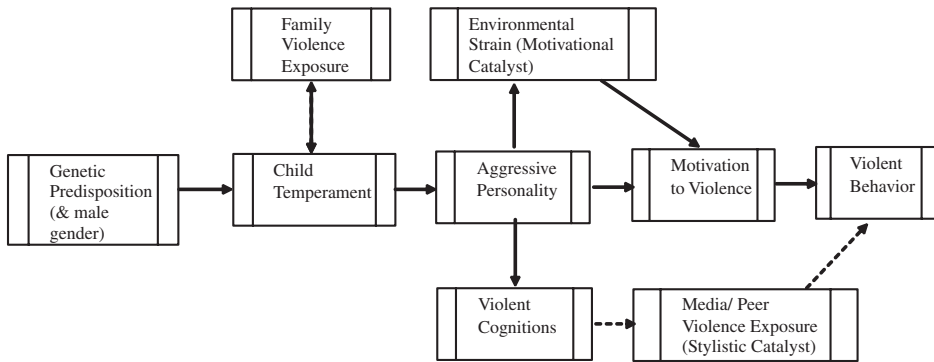 Family
Violence
Exposure
Environmental
Strain (Motivational
Catalyst)
Genetic
Predisposition
(& male
gender)
Child
Temperament
Aggressive
Personality
Motivation
to Violence
Violent
Behavior
Violent
Cognitions
Media/ Peer
Violence Exposure
(Stylistic Catalyst)